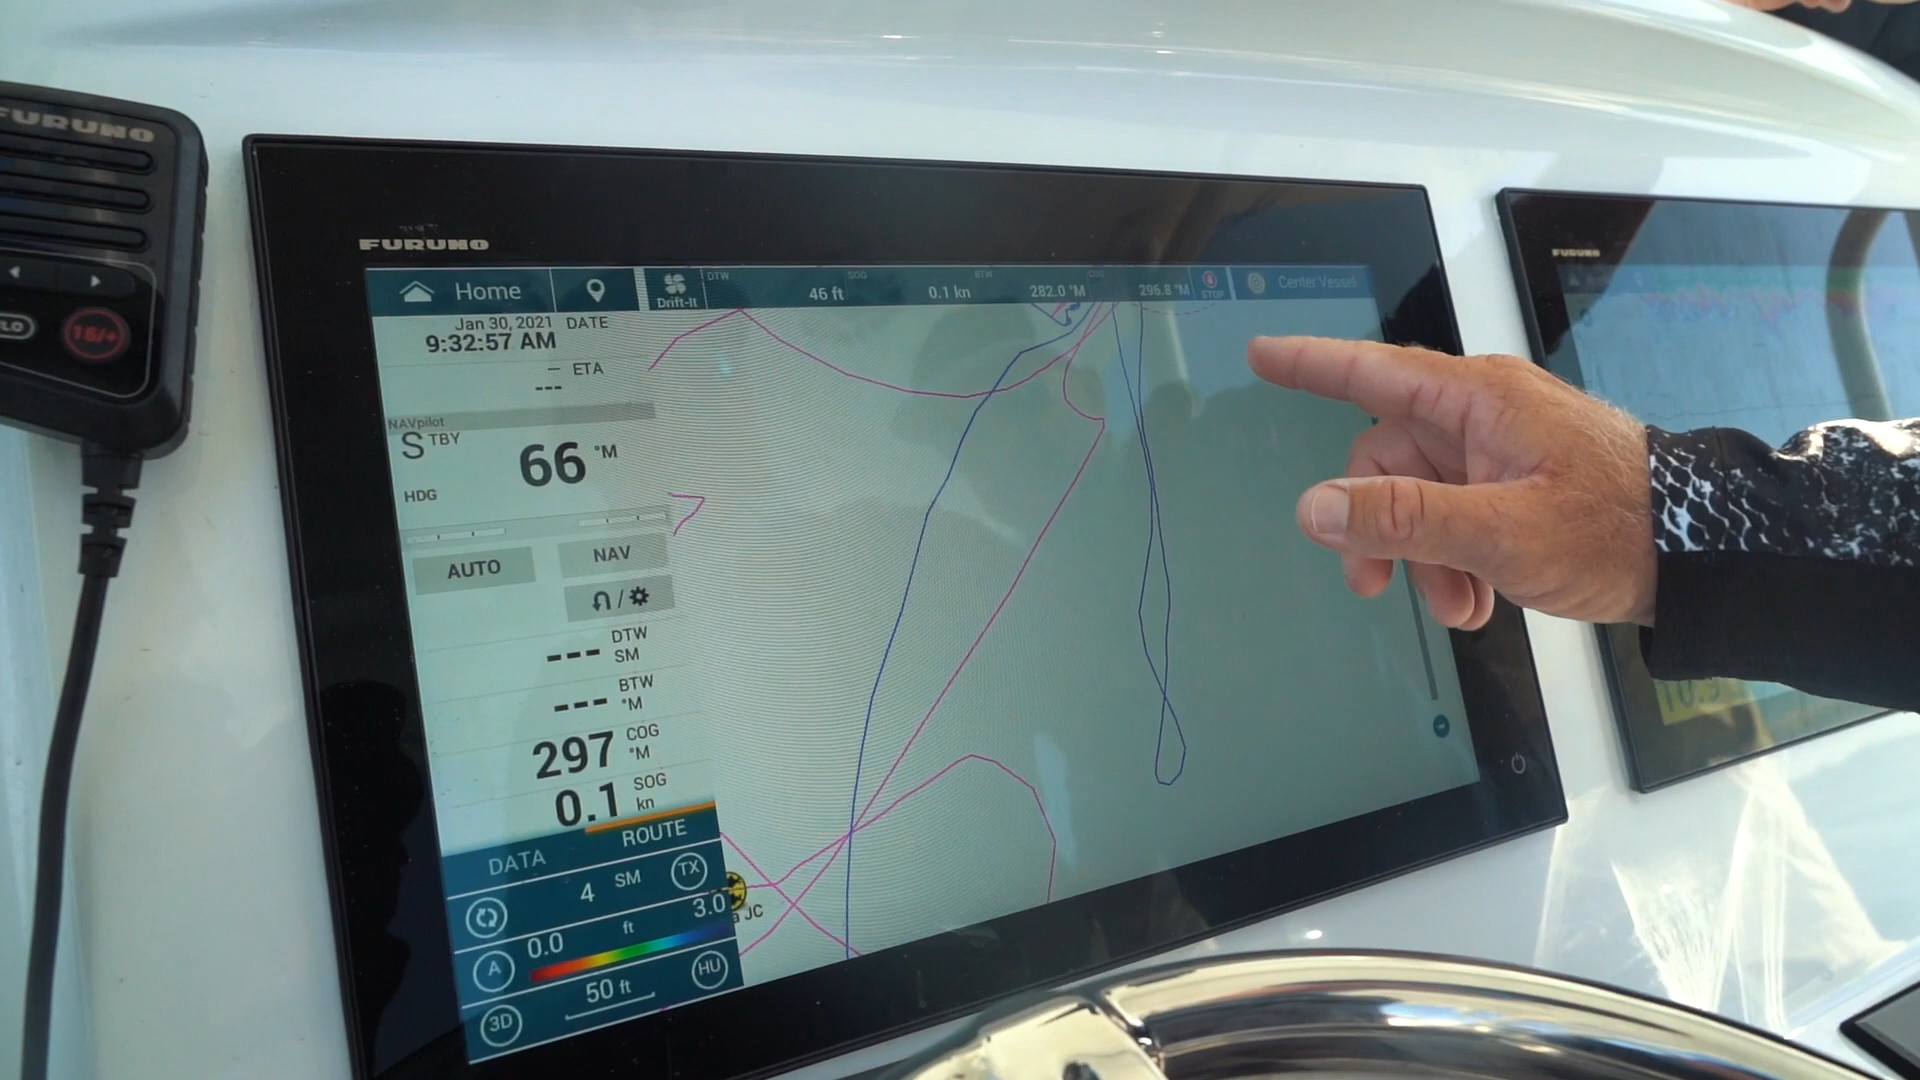 FURUNO
16/+
FURUNO
Home
Drift-It
DTW
46 ft
SOG
0.1 kn
BTW
282.0 °M
COG
296.8 °M
STOP
Center Vessel
Jan 30, 2021 DATE
9:32:57 AM
--- ETA
NAVpilot
STBY
66 °M
HDG
AUTO
NAV
DTW
--- SM
BTW
--- °M
297 COG °M
0.1 SOG kn
DATA ROUTE
4 SM TX
0.0 ft 3.0
A
50 ft HU
3D
JC
FURUNO